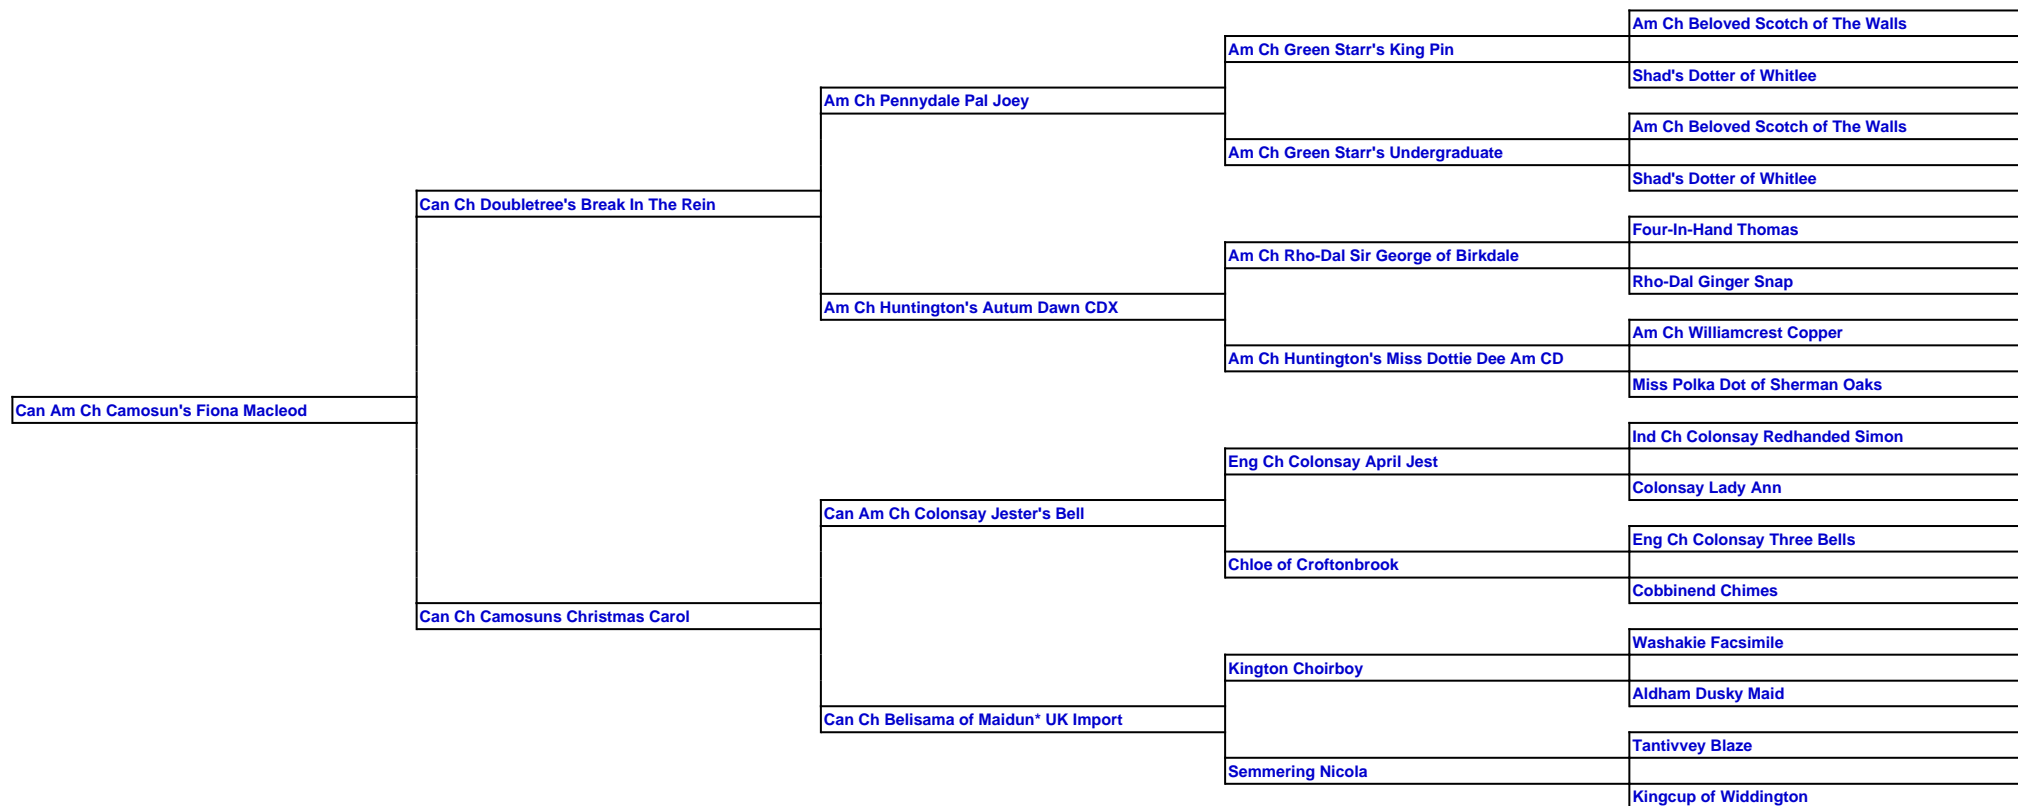 Am Ch Beloved Scotch of The Walls
Am Ch Green Starr's King Pin
Shad's Dotter of Whitlee
Am Ch Pennydale Pal Joey
Am Ch Beloved Scotch of The Walls
Am Ch Green Starr's Undergraduate
Shad's Dotter of Whitlee
Can Ch Doubletree's Break In The Rein
Four-In-Hand Thomas
Am Ch Rho-Dal Sir George of Birkdale
Rho-Dal Ginger Snap
Am Ch Huntington's Autum Dawn CDX
Am Ch Williamcrest Copper
Am Ch Huntington's Miss Dottie Dee Am CD
Miss Polka Dot of Sherman Oaks
Can Am Ch Camosun's Fiona Macleod
Ind Ch Colonsay Redhanded Simon
Eng Ch Colonsay April Jest
Colonsay Lady Ann
Can Am Ch Colonsay Jester's Bell
Eng Ch Colonsay Three Bells
Chloe of Croftonbrook
Cobbinend Chimes
Can Ch Camosuns Christmas Carol
Washakie Facsimile
Kington Choirboy
Aldham Dusky Maid
Can Ch Belisama of Maidun* UK Import
Tantivvey Blaze
Semmering Nicola
Kingcup of Widdington